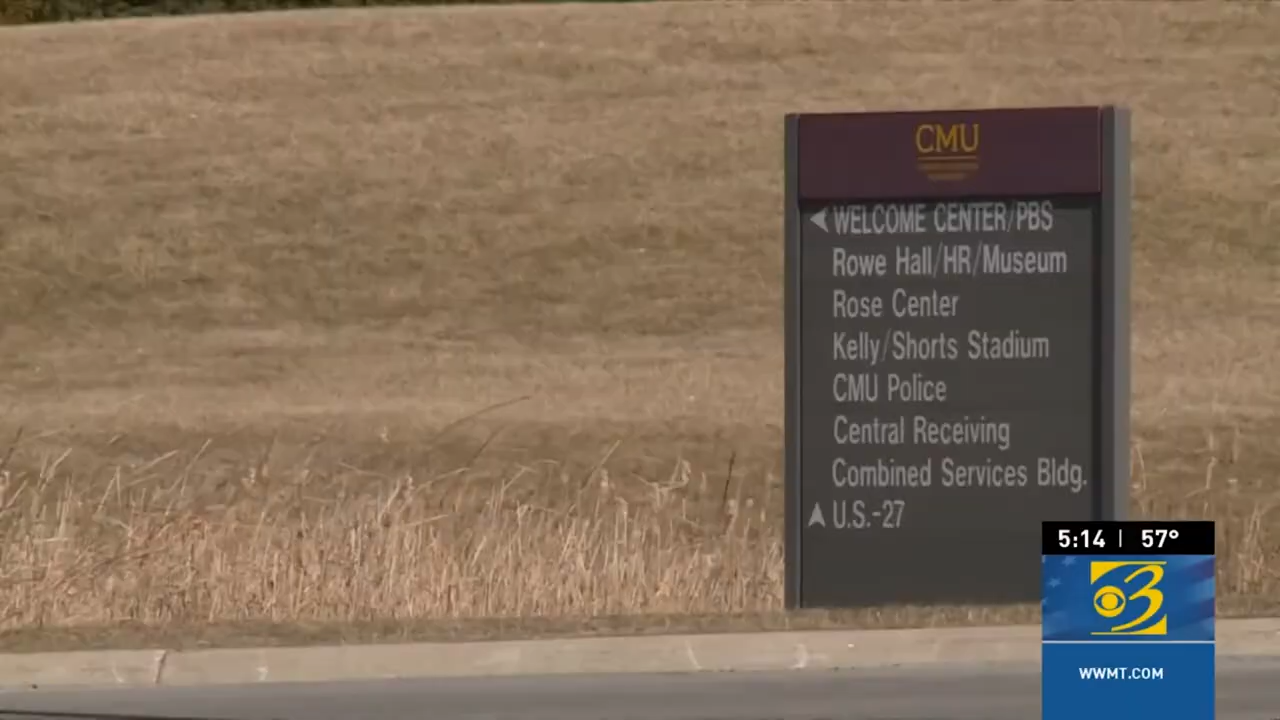 CMU
WELCOME CENTER/PBS
Rowe Hall/HR/Museum
Rose Center
Kelly/Shorts Stadium
CMU Police
Central Receiving
Combined Services Bldg.
U.S.-27
5:14 | 57°
3
WWMT.COM